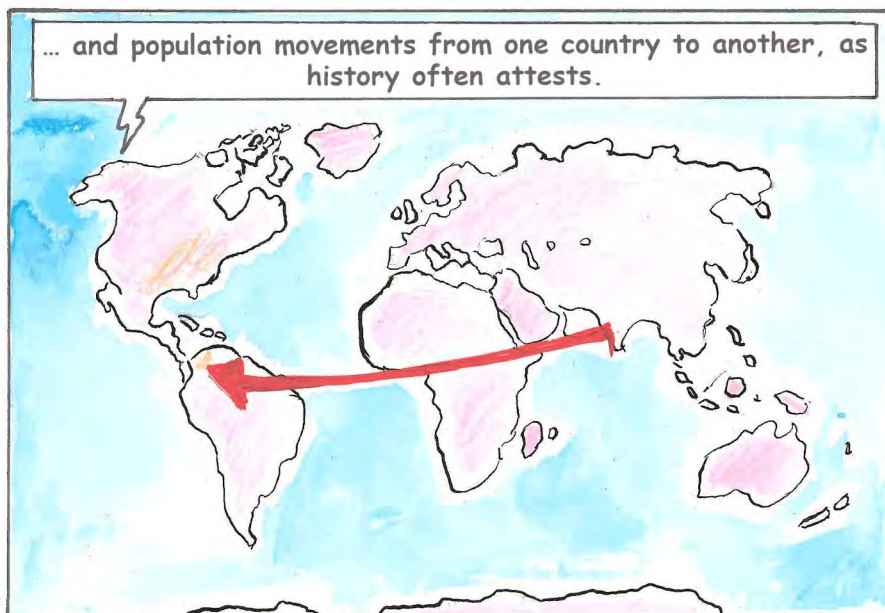 ... and population movements from one country to another, as
history often attests.